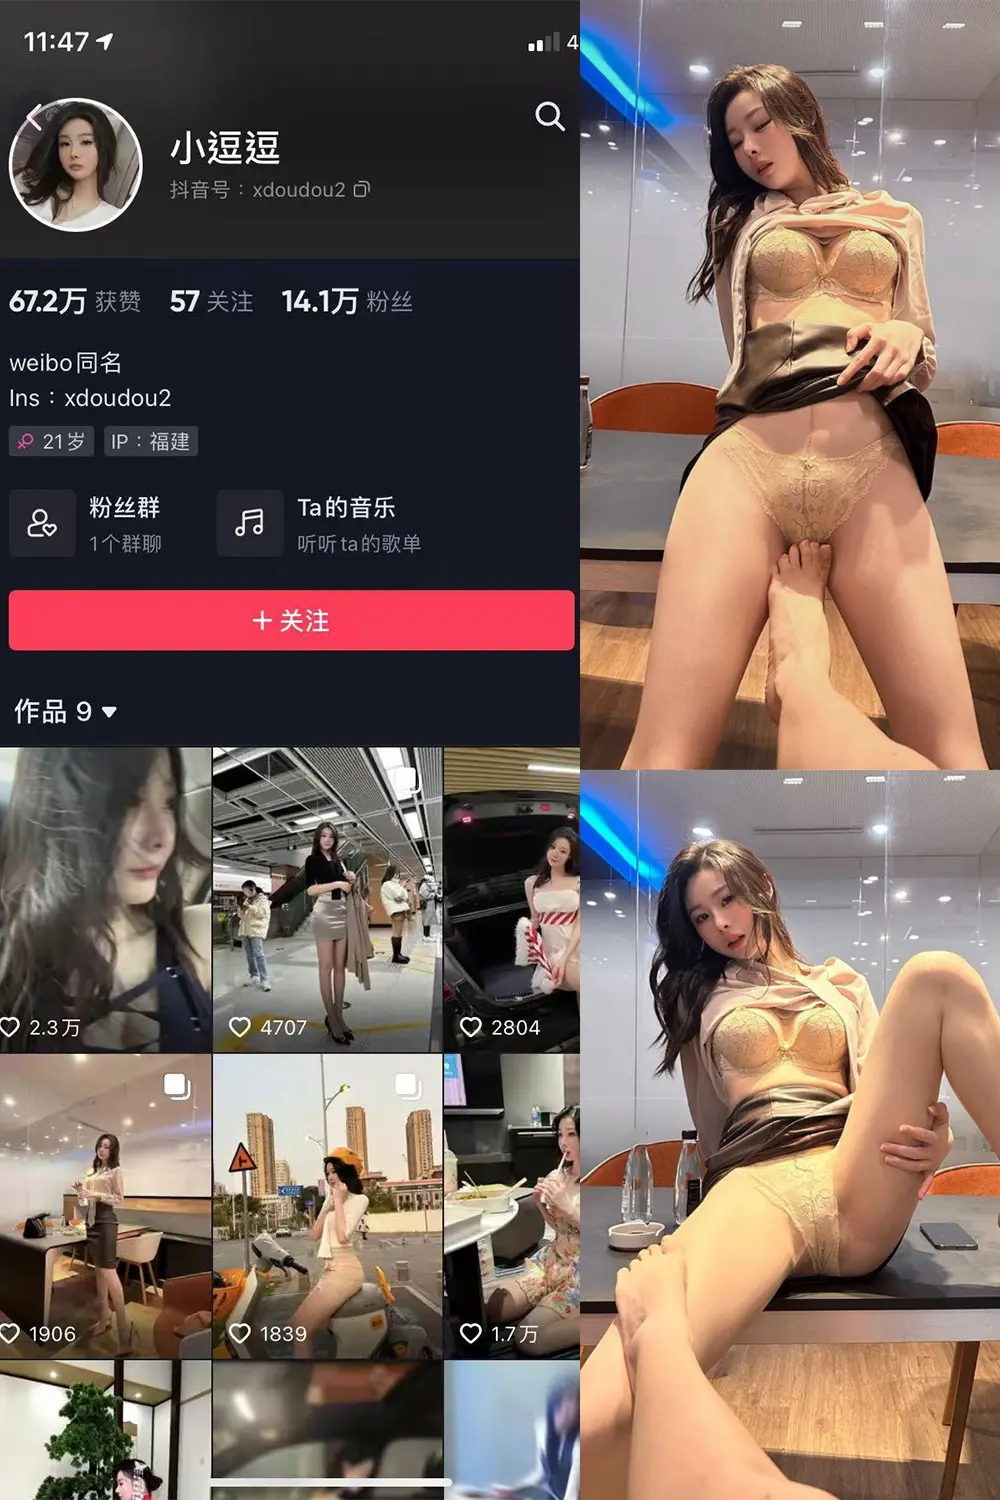 11:47
4
小逗逗
抖音号：xdoudou2
67.2万 获赞 57 关注 14.1万 粉丝
weibo同名
Ins：xdoudou2
21岁 IP：福建
粉丝群 Ta的音乐
1个群聊 听听ta的歌单
+ 关注
作品 9
2.3万 4707 2804
1906 1839 1.7万